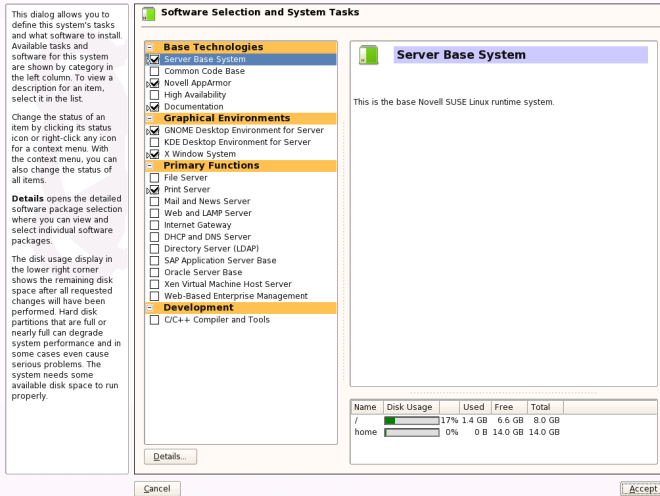 This dialog allows you to
define this system's tasks
and what software to install.
Available tasks and
software for this system
are shown by category in
the left column. To view a
description for an item,
select it in the list.
Change the status of an
item by clicking its status
icon or right-click any icon
for a context menu. With
the context menu, you can
also change the status of
all items.
Details opens the detailed
software package selection
where you can view and
select individual software
packages.
The disk usage display in
the lower right corner
shows the remaining disk
space after all requested
changes will have been
performed. Hard disk
partitions that are full or
nearly full can degrade
system performance and in
some cases even cause
serious problems. The
system needs some
available disk space to run
properly.
Software Selection and System Tasks
Base Technologies
Server Base System
Common Code Base
Novell AppArmor
High Availability
Documentation
Graphical Environments
GNOME Desktop Environment for Server
KDE Desktop Environment for Server
X Window System
Primary Functions
File Server
Print Server
Mail and News Server
Web and LAMP Server
Internet Gateway
DHCP and DNS Server
Directory Server (LDAP)
SAP Application Server Base
Oracle Server Base
Xen Virtual Machine Host Server
Web-Based Enterprise Management
Development
C/C++ Compiler and Tools
Details...
Server Base System
This is the base Novell SUSE Linux runtime system.
Name Disk Usage Used Free Total
/ 17% 1.4 GB 6.6 GB 8.0 GB
home 0% 0 B 14.0 GB 14.0 GB
Cancel
Accept